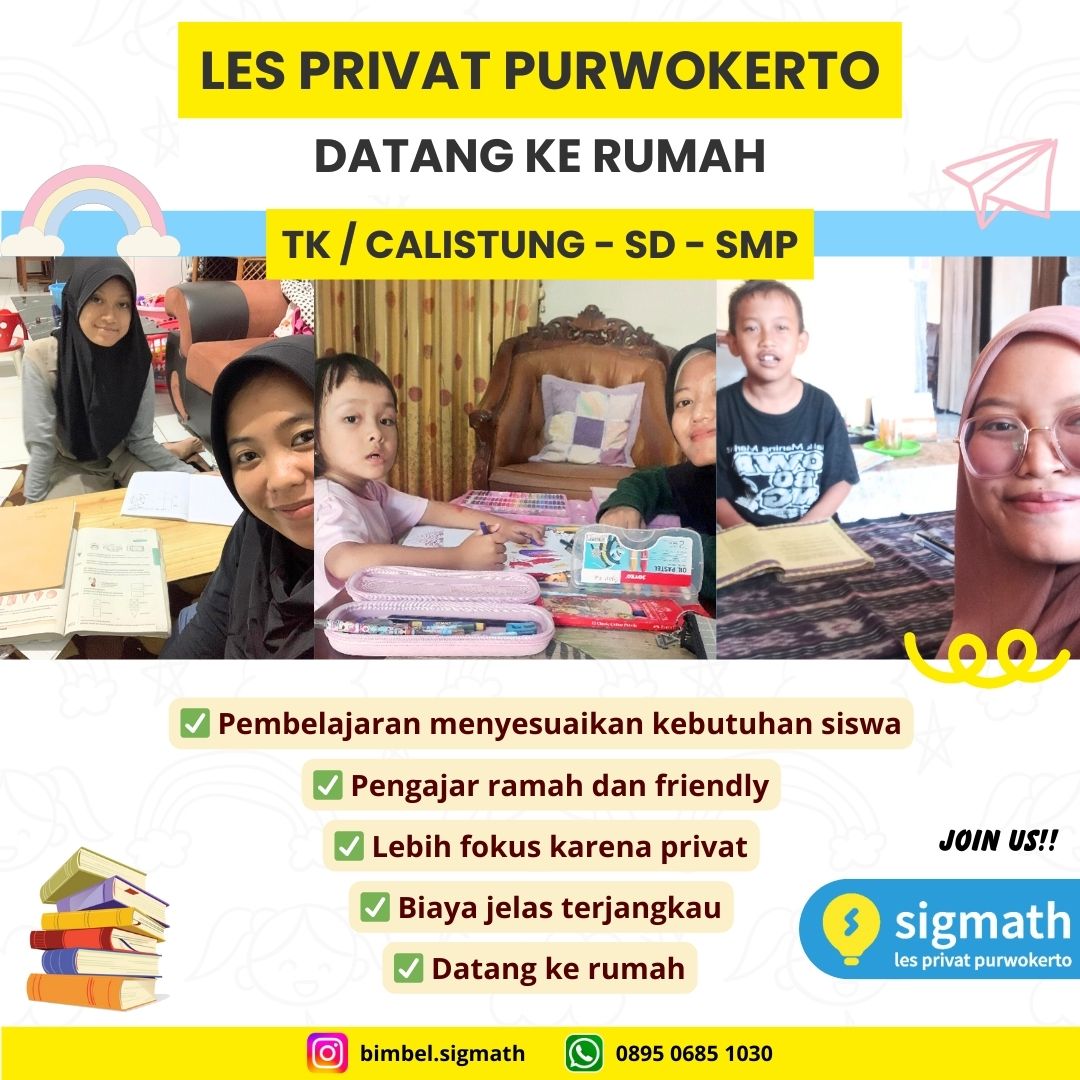 LES PRIVAT PURWOKERTO
DATANG KE RUMAH
TK / CALISTUNG - SD - SMP
OIL PASTEL
✅ Pembelajaran menyesuaikan kebutuhan siswa
✅ Pengajar ramah dan friendly
✅ Lebih fokus karena privat
✅ Biaya jelas terjangkau
✅ Datang ke rumah
JOIN US!!
sigmath
les privat purwokerto
bimbel.sigmath
0895 0685 1030